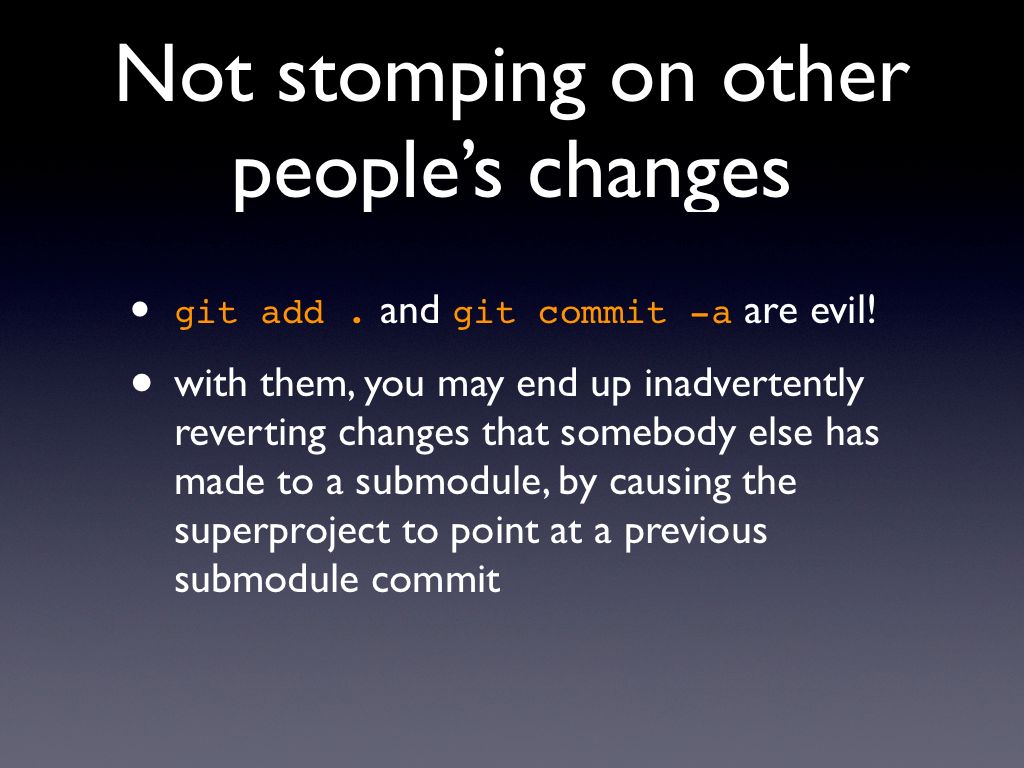 Not stomping on other
people’s changes
• git add . and git commit -a are evil!
• with them, you may end up inadvertently
reverting changes that somebody else has
made to a submodule, by causing the
superproject to point at a previous
submodule commit